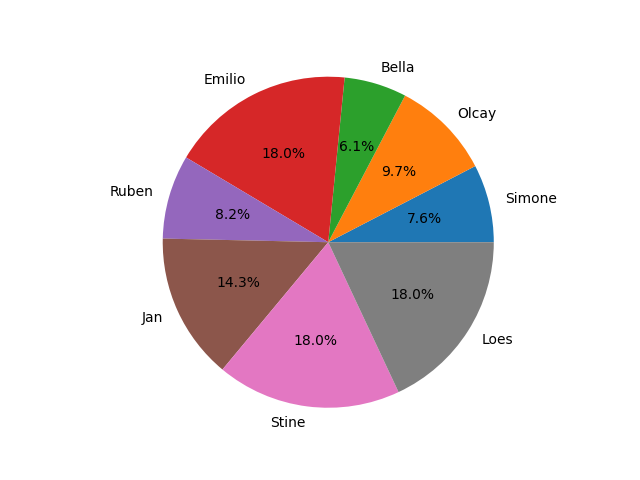 Bella
Emilio
Olcay
6.1%
18.0%
9.7%
Ruben
Simone
8.2%
7.6%
14.3%
18.0%
Jan
18.0%
Loes
Stine